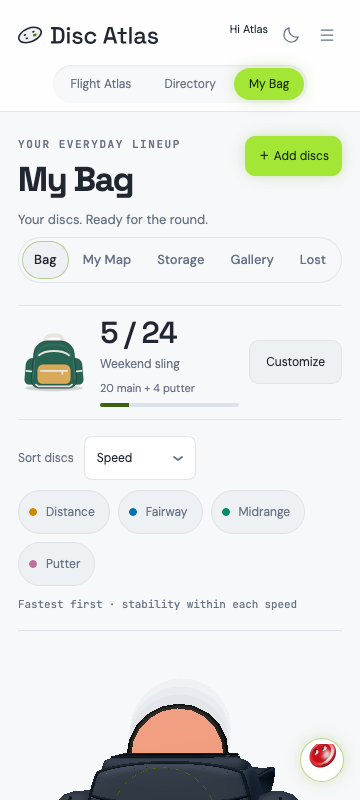 Disc Atlas
Hi Atlas
Flight Atlas
Directory
My Bag
YOUR EVERYDAY LINEUP
+ Add discs
My Bag
Your discs. Ready for the round.
Bag
My Map
Storage
Gallery
Lost
5 / 24
Weekend sling
20 main + 4 putter
Customize
Sort discs
Speed
Distance
Fairway
Midrange
Putter
Fastest first · stability within each speed